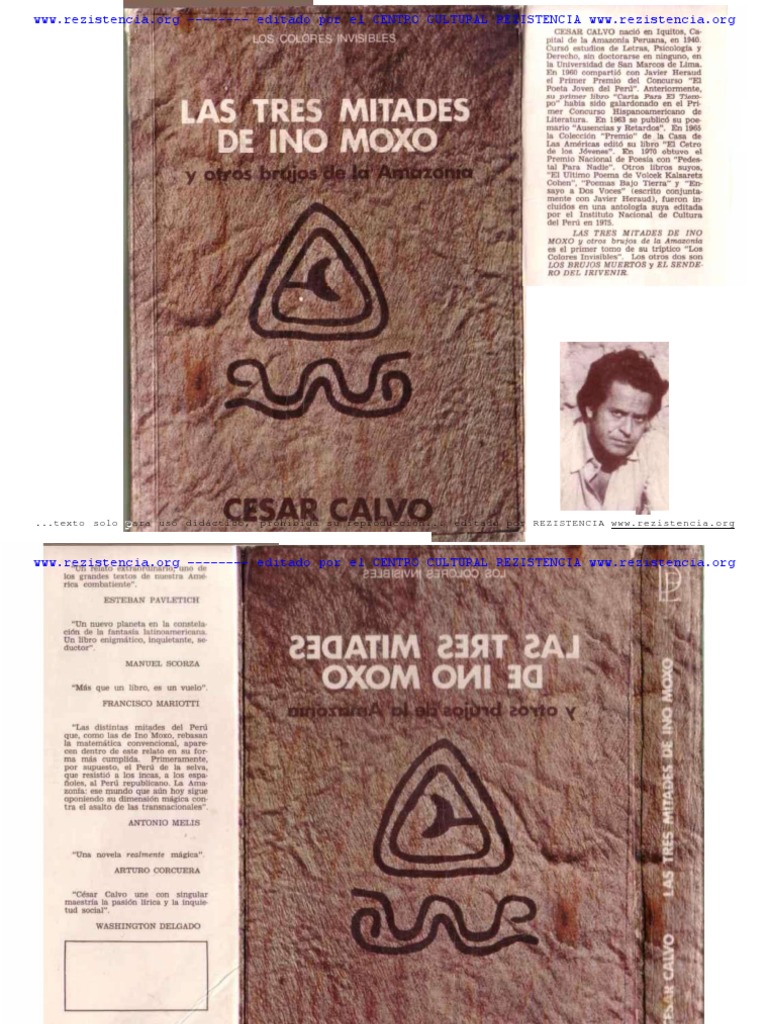 www.rezistencia.org --------- editado por el CENTRO CULTURAL REZISTENCIA www.rezistencia.org
LOS COLORES INVISIBLES
LAS TRES MITADES
DE INO MOXO
y otros brujos de la Amazonía
CESAR CALVO
CESAR CALVO nació en Iquitos, Ca-
pital de la Amazonía Peruana, en 1940.
Cursó estudios de Letras, Psicología y
Derecho, sin doctorarse en ninguno, en
la Universidad de San Marcos de Lima.
En 1960 compartió con Javier Heraud
el Primer Premio del Concurso "El
Poeta Joven del Perú". Anteriormente,
su primer libro "Carta Para El Tiem-
po" había sido galardonado en el Pri-
mer Concurso Hispanoamericano de
Literatura. En 1963 se publicó su poe-
mario "Ausencias y Retardos". En 1965
la Colección "Premio" de la Casa de
Las Américas editó su libro "El Cetro
de los Jóvenes". En 1970 obtuvo el
Premio Nacional de Poesía con "Pedes-
tal Para Nadie". Otros libros suyos,
"El Ultimo Poema de Volcek Kalsaretz
Cohen", "Poemas Bajo Tierra" y "En-
sayo a Dos Voces" (escrito conjunta-
mente con Javier Heraud), fueron in-
cluidos en una antología suya editada
por el Instituto Nacional de Cultura
del Perú en 1975.
LAS TRES MITADES DE INO
MOXO y otros brujos de la Amazonía
es el primer tomo de su tríptico "Los
Colores Invisibles". Los otros dos son
LOS BRUJOS MUERTOS y EL SENDE-
RO DEL IRIVENIR.
...texto solo para uso didáctico, prohibida su reproducción... editado por REZISTENCIA www.rezistencia.org
www.rezistencia.org --------- editado por el CENTRO CULTURAL REZISTENCIA www.rezistencia.org
"Un relato extraordinario, uno de
los grandes textos de nuestra Amé-
rica combatiente".
ESTEBAN PAVLETICH
"Un nuevo planeta en la constela-
ción de la fantasía latinoamericana.
Un libro enigmático, inquietante, se-
ductor".
MANUEL SCORZA
"Más que un libro, es un vuelo".
FRANCISCO MARIOTTI
"Las distintas mitades del Perú
que, como las de Ino Moxo, rebasan
la matemática convencional, apare-
cen dentro de este relato en su for-
ma más cumplida. Primeramente,
por supuesto, el Perú de la selva,
que resistió a los incas, a los espa-
ñoles, al Perú republicano. La Ama-
zonía: ese mundo que aún hoy sigue
oponiendo su dimensión mágica con-
tra el asalto de las transnacionales".
ANTONIO MELIS
"Una novela realmente mágica".
ARTURO CORCUERA
"César Calvo une con singular
maestría la pasión lírica y la inquie-
tud social".
WASHINGTON DELGADO
LOS COLORES INVISIBLES
LAS TRES MITADES
DE INO MOXO
y otros brujos de la Amazonía
CESAR CALVO LAS TRES MITADES DE INO MOXO